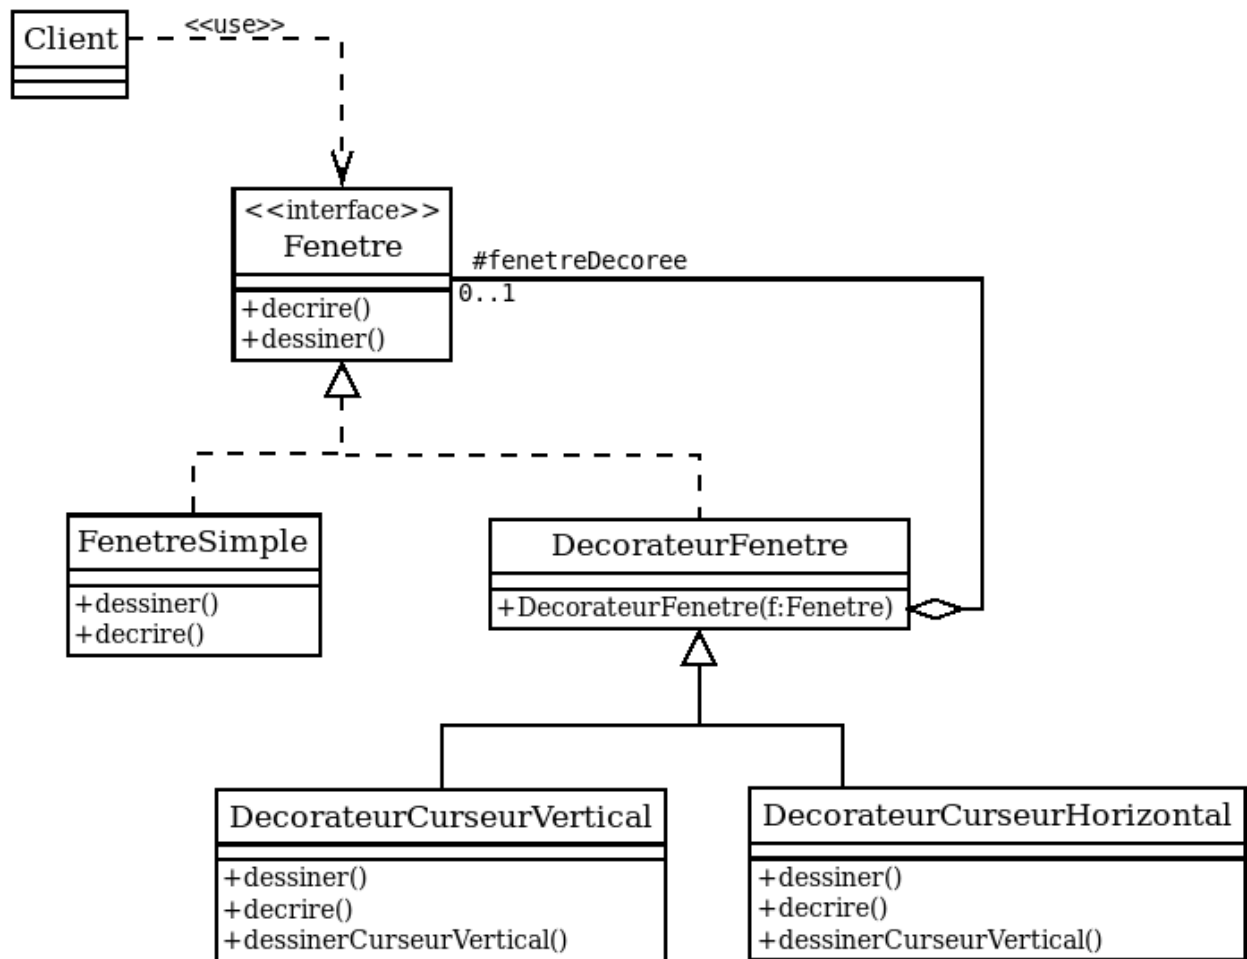 Client
<<use>>
<<interface>>
Fenetre
#fenetreDecoree
0..1
+decrire()
+dessiner()
FenetreSimple
+dessiner()
+decrire()
DecorateurFenetre
+DecorateurFenetre(f:Fenetre)
DecorateurCurseurVertical
+dessiner()
+decrire()
+dessinerCurseurVertical()
DecorateurCurseurHorizontal
+dessiner()
+decrire()
+dessinerCurseurVertical()